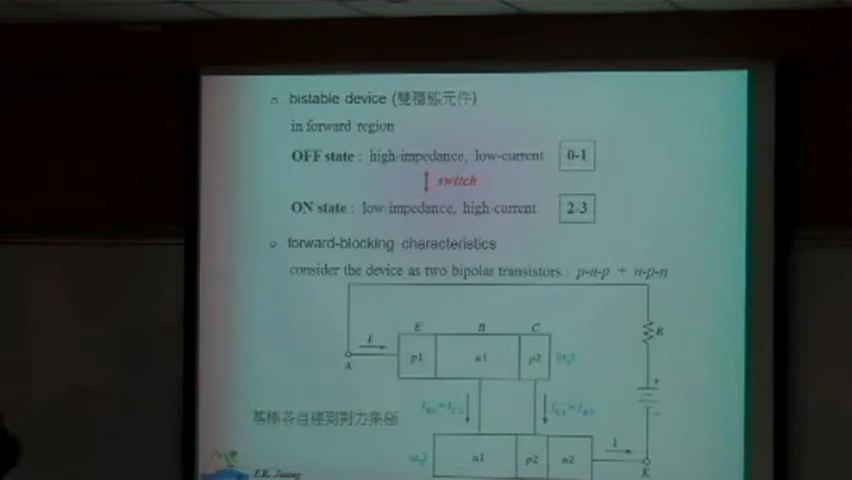 bistable device (雙穩態元件)
in forward region
OFF state : high-impedance, low-current 0-1
switch
ON state : low-impedance, high-current 2-3
forward-blocking characteristics
consider the device as two bipolar transistors : p-n-p + n-p-n
E B C
I
p1 n1 p2
A
R
+
基極各自連到對方集極
n1 p2 n2
I
K